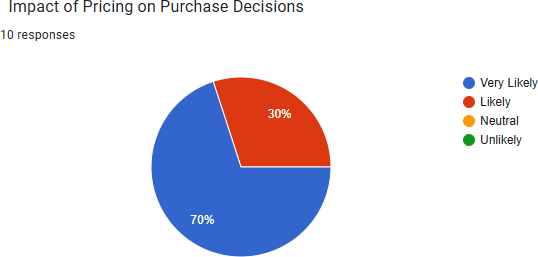 Impact of Pricing on Purchase Decisions
10 responses
Very Likely
Likely
Neutral
Unlikely
30%
70%